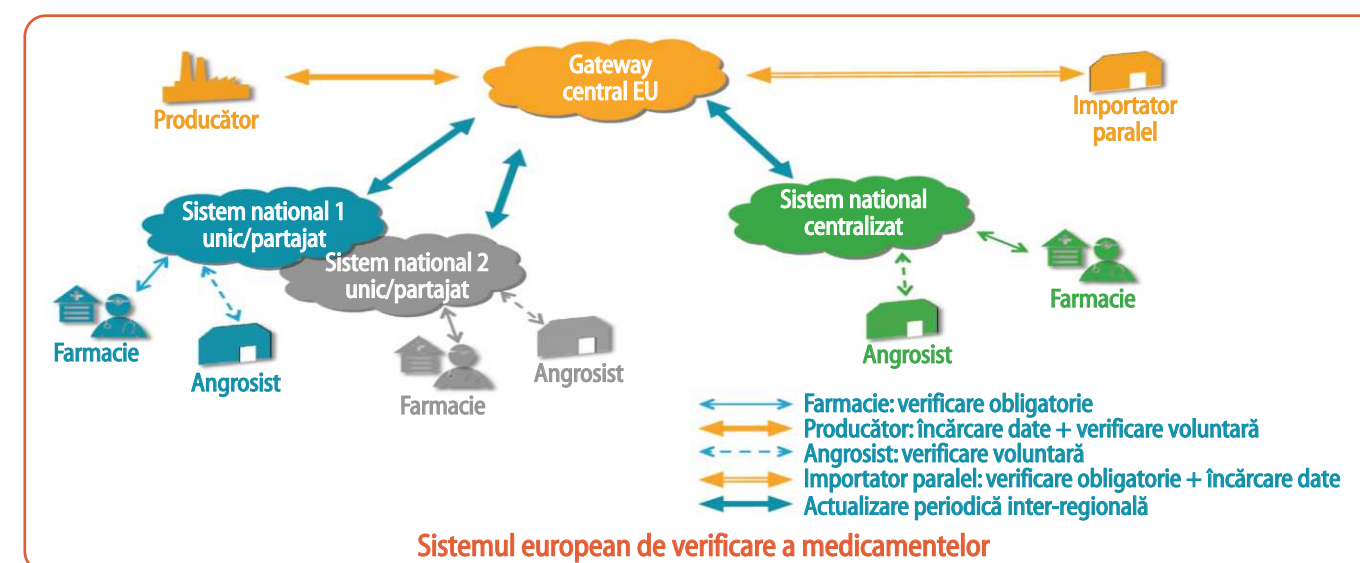 Gateway
central EU
Producător
Importator
paralel
Sistem national 1
unic/partajat
Sistem national 2
unic/partajat
Sistem national
centralizat
Farmacie
Angrosist
Farmacie
Angrosist
Angrosist
Farmacie
Farmacie: verificare obligatorie
Producător: încărcare date + verificare voluntară
Angrosist: verificare voluntară
Importator paralel: verificare obligatorie + încărcare date
Actualizare periodică inter-regională
Sistemul european de verificare a medicamentelor